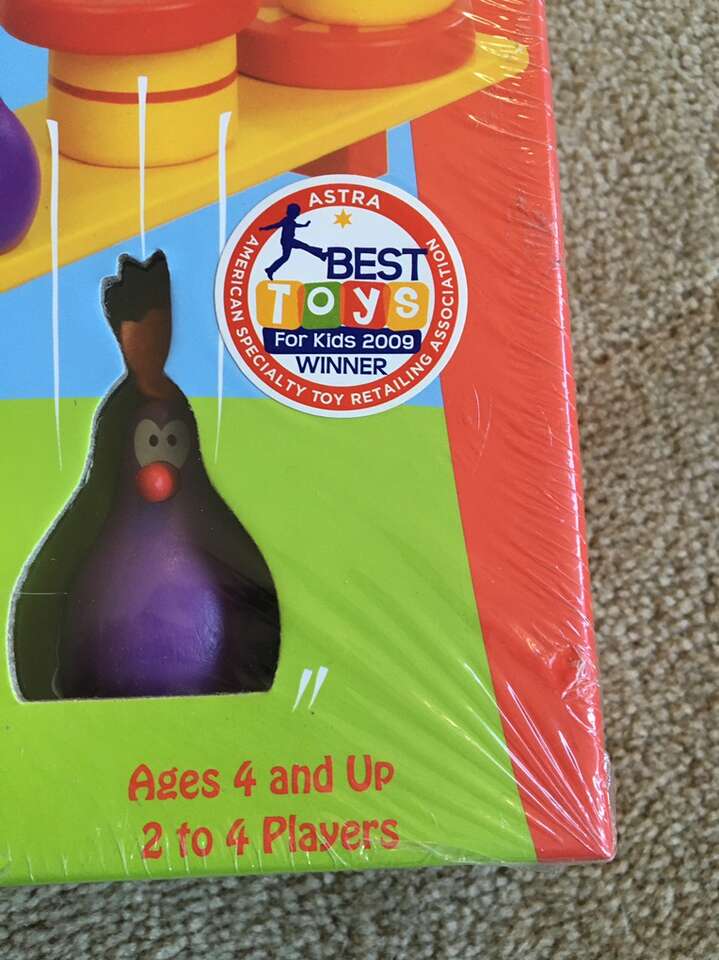 ASTRA
BEST
Toys
For Kids 2009
WINNER
AMERICAN SPECIALTY TOY RETAILING ASSOCIATION
Ages 4 and Up
2 to 4 Players